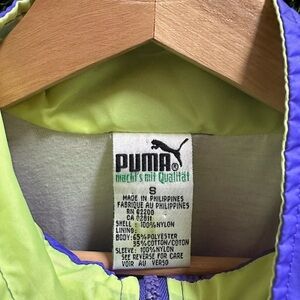 PUMA®
macht's mit Qualität
S
MADE IN PHILIPPINES
FABRIQUE AU PHILIPPINES
RN 62200
CA 02811
SHELL : 100%NYLON
LINING:
BODY: 65%POLYESTER
35%COTTON/COTON
SLEEVE: 100%NYLON
SEE REVERSE FOR CARE
VOIR AU VERSO